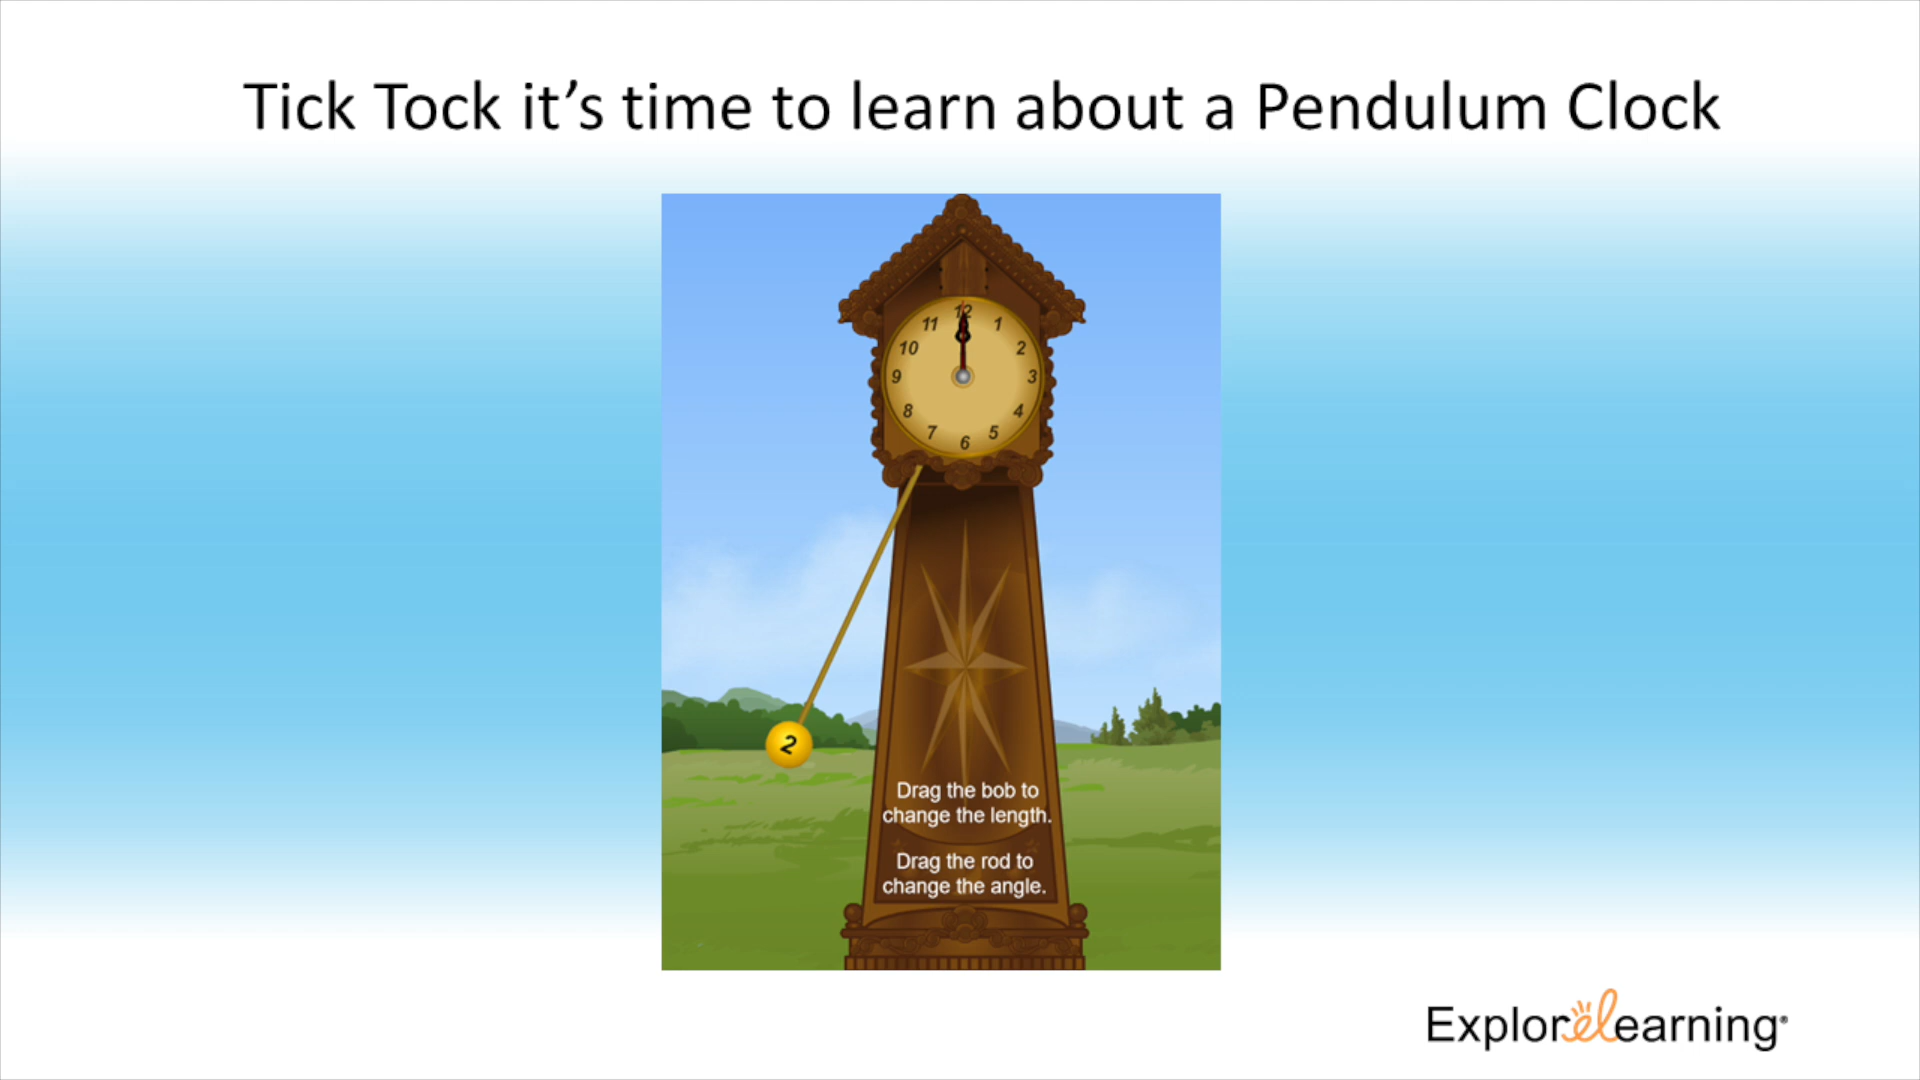 Tick Tock it’s time to learn about a Pendulum Clock
12
11 1
10 2
9 3
8 4
7 5
6
2
Drag the bob to
change the length.
Drag the rod to
change the angle.
ExploreLearning®